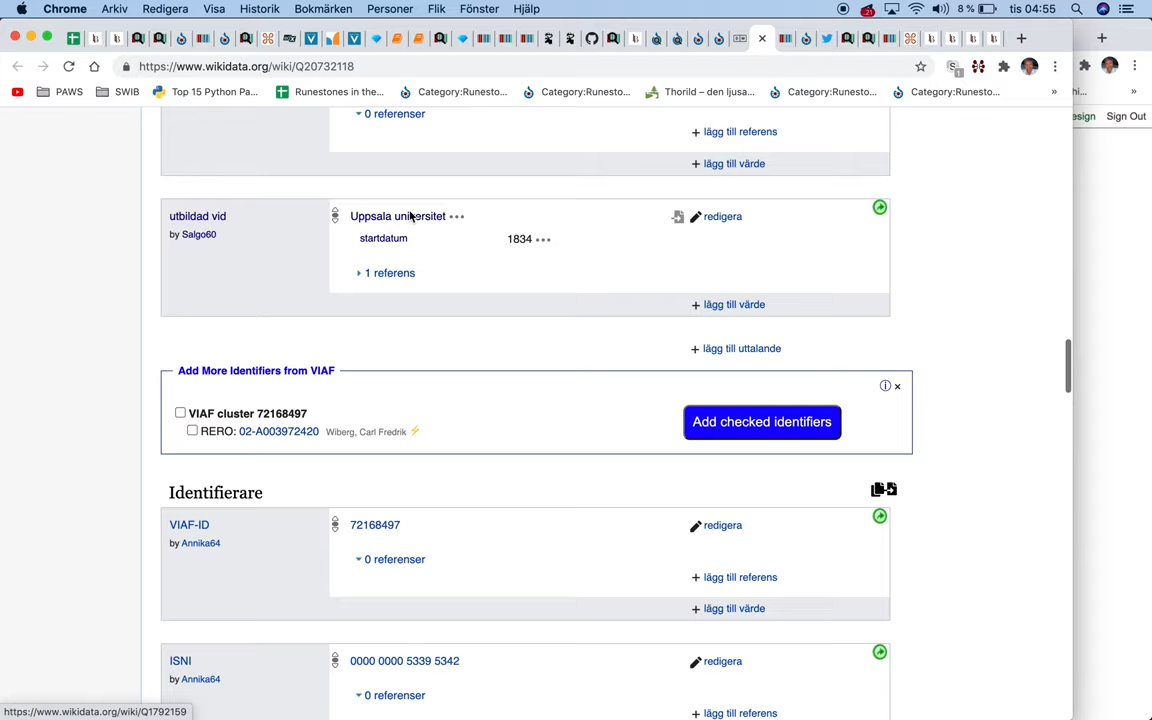 Chrome Arkiv Redigera Visa Historik Bokmärken Personer Flik Fönster Hjälp 21 8 % tis 04:55
https://www.wikidata.org/wiki/Q20732118
PAWS SWIB Top 15 Python Pa... Runestones in the... Category:Runesto... Category:Runesto... Thorild – den ljusa... Category:Runesto... Category:Runesto... » hi... »
esign Sign Out
0 referenser
+ lägg till referens
+ lägg till värde
utbildad vid Uppsala universitet redigera
by Salgo60
startdatum 1834
1 referens
+ lägg till värde
+ lägg till uttalande
Add More Identifiers from VIAF
VIAF cluster 72168497
RERO: 02-A003972420 Wiberg, Carl Fredrik
Add checked identifiers
Identifierare
VIAF-ID 72168497 redigera
by Annika64
0 referenser
+ lägg till referens
+ lägg till värde
ISNI 0000 0000 5339 5342 redigera
by Annika64
0 referenser
+ lägg till referens
https://www.wikidata.org/wiki/Q1792159